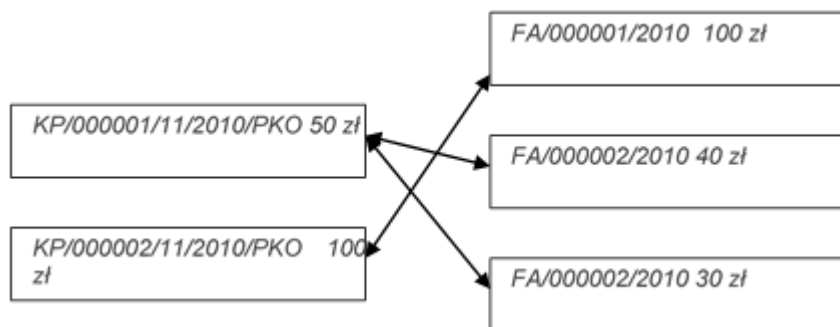 KP/000001/11/2010/PKO 50 zł
KP/000002/11/2010/PKO 100
zł
FA/000001/2010 100 zł
FA/000002/2010 40 zł
FA/000002/2010 30 zł